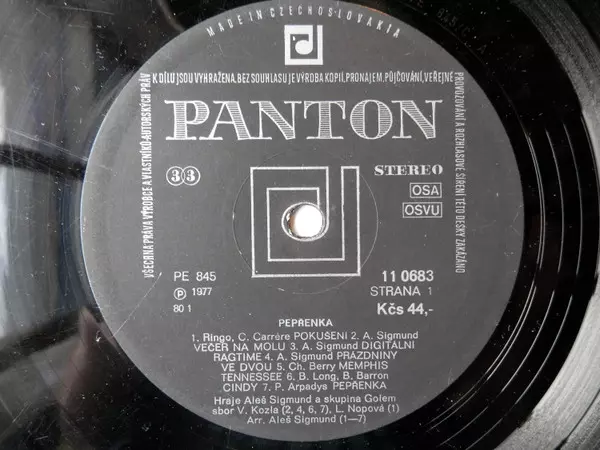 MADE IN CZECHOSLOVAKIA
VŠECHNA PRÁVA VÝROBCE A VLASTNÍKŮ AUTORSKÝCH PRÁV K DÍLU JSOU VYHRAŽENA, BEZ SOUHLASU JE VÝROBA KOPIÍ, PRONÁJEM, PŮJČOVÁNÍ, VEŘEJNÉ PROVOZOVÁNÍ A ROZHLASOVÉ ŠÍŘENÍ TÉTO DESKY ZAKÁZÁNO
PANTON
33
STEREO
OSA
OSVU
PE 845
11 0683
Ⓟ 1977
STRANA 1
80 1
Kčs 44,-
PEPŘENKA
1. Ringo, C. Carrére POKUŠENÍ 2. A. Sigmund
VEČER NA MOLU 3. A. Sigmund DIGITÁLNÍ
RAGTIME 4. A. Sigmund PRÁZDNINY
VE DVOU 5. Ch. Berry MEMPHIS
TENNESSEE 6. B. Long, B. Barron
CINDY 7. P. Arpadys PEPŘENKA
Hraje Aleš Sigmund a skupina Golem
sbor V. Kozla (2, 4, 6, 7), L. Nopová (1)
Arr. Aleš Sigmund (1—7)